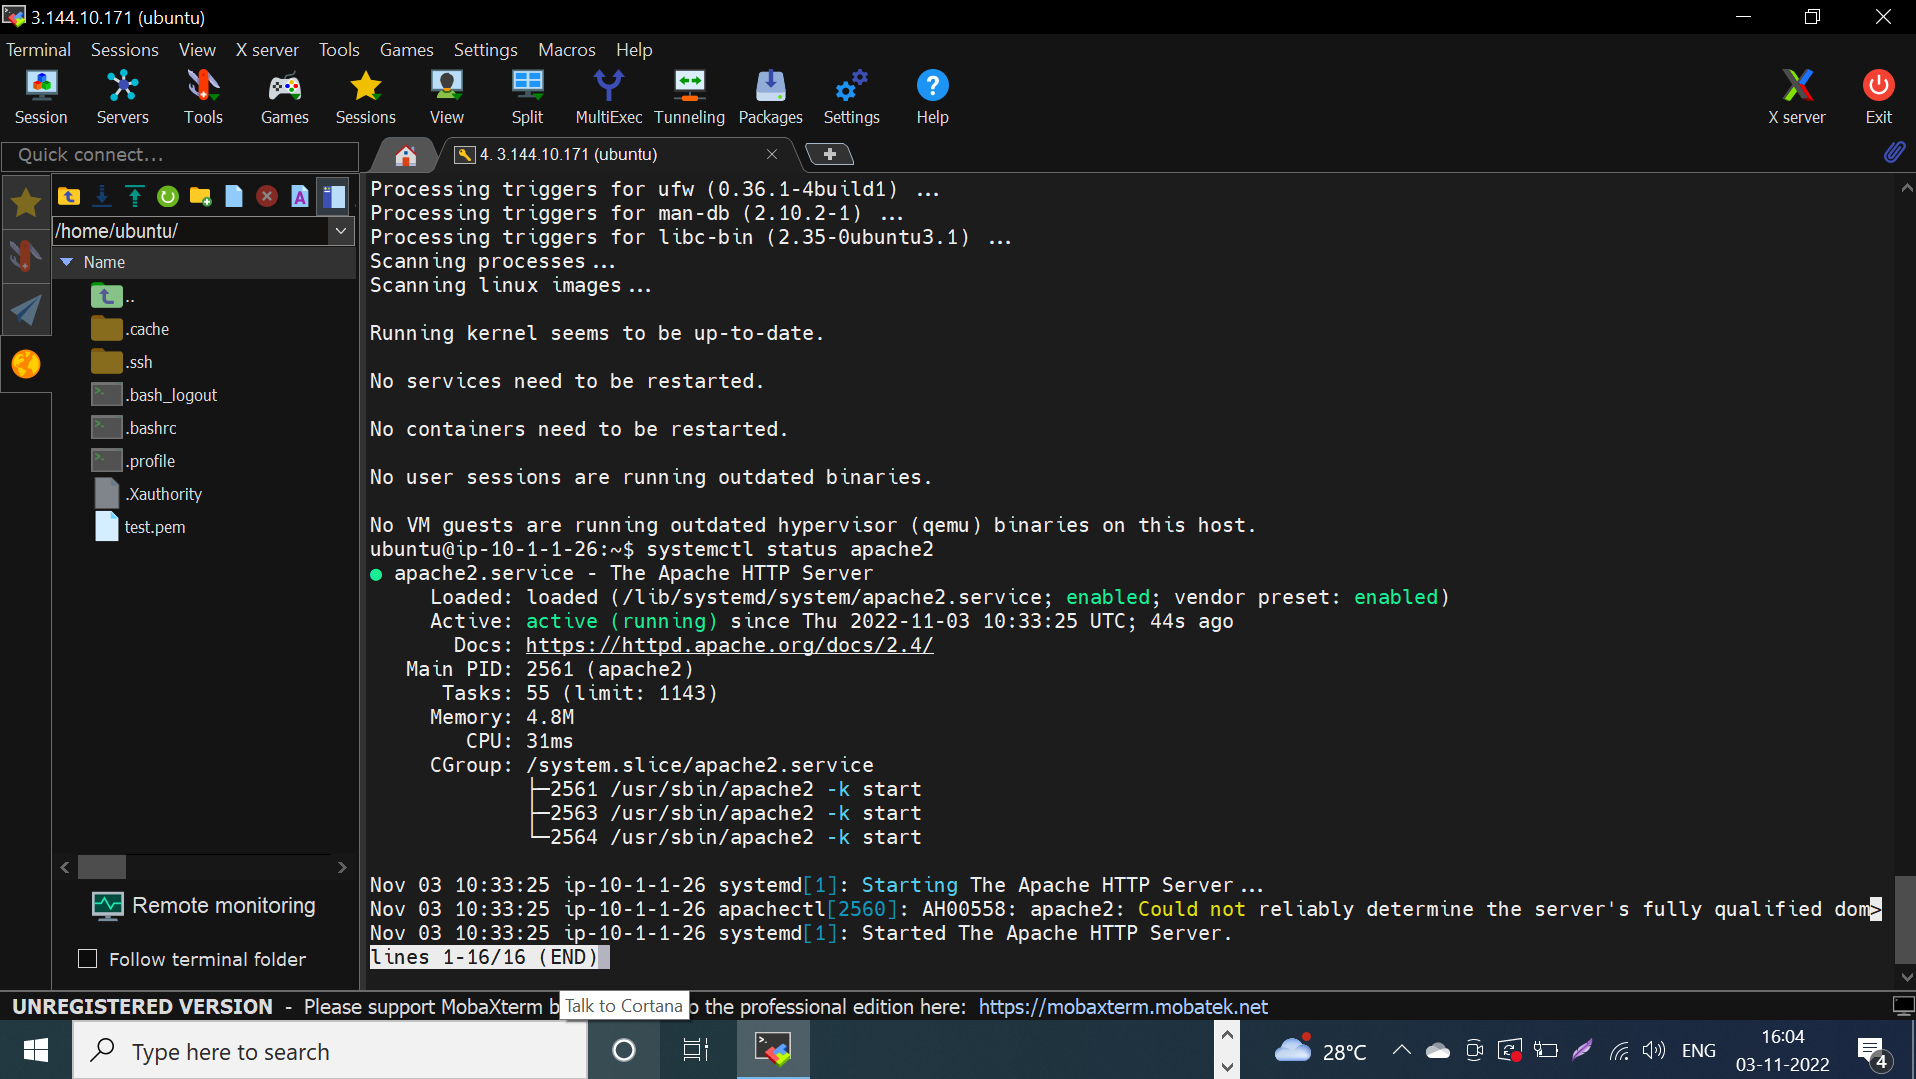 3.144.10.171 (ubuntu)
Terminal Sessions View X server Tools Games Settings Macros Help
Session Servers Tools Games Sessions View Split MultiExec Tunneling Packages Settings Help X server Exit
Quick connect...
4. 3.144.10.171 (ubuntu)
/home/ubuntu/
Name
..
.cache
.ssh
.bash_logout
.bashrc
.profile
.Xauthority
test.pem
Remote monitoring
Follow terminal folder
Processing triggers for ufw (0.36.1-4build1) ...
Processing triggers for man-db (2.10.2-1) ...
Processing triggers for libc-bin (2.35-0ubuntu3.1) ...
Scanning processes...
Scanning linux images...
Running kernel seems to be up-to-date.
No services need to be restarted.
No containers need to be restarted.
No user sessions are running outdated binaries.
No VM guests are running outdated hypervisor (qemu) binaries on this host.
ubuntu@ip-10-1-1-26:~$ systemctl status apache2
● apache2.service - The Apache HTTP Server
Loaded: loaded (/lib/systemd/system/apache2.service; enabled; vendor preset: enabled)
Active: active (running) since Thu 2022-11-03 10:33:25 UTC; 44s ago
Docs: https://httpd.apache.org/docs/2.4/
Main PID: 2561 (apache2)
Tasks: 55 (limit: 1143)
Memory: 4.8M
CPU: 31ms
CGroup: /system.slice/apache2.service
├─2561 /usr/sbin/apache2 -k start
├─2563 /usr/sbin/apache2 -k start
└─2564 /usr/sbin/apache2 -k start
Nov 03 10:33:25 ip-10-1-1-26 systemd[1]: Starting The Apache HTTP Server...
Nov 03 10:33:25 ip-10-1-1-26 apachectl[2560]: AH00558: apache2: Could not reliably determine the server's fully qualified dom>
Nov 03 10:33:25 ip-10-1-1-26 systemd[1]: Started The Apache HTTP Server.
lines 1-16/16 (END)
UNREGISTERED VERSION - Please support MobaXterm b
Talk to Cortana
the professional edition here: https://mobaxterm.mobatek.net
Type here to search
28°C
ENG
16:04
03-11-2022
4